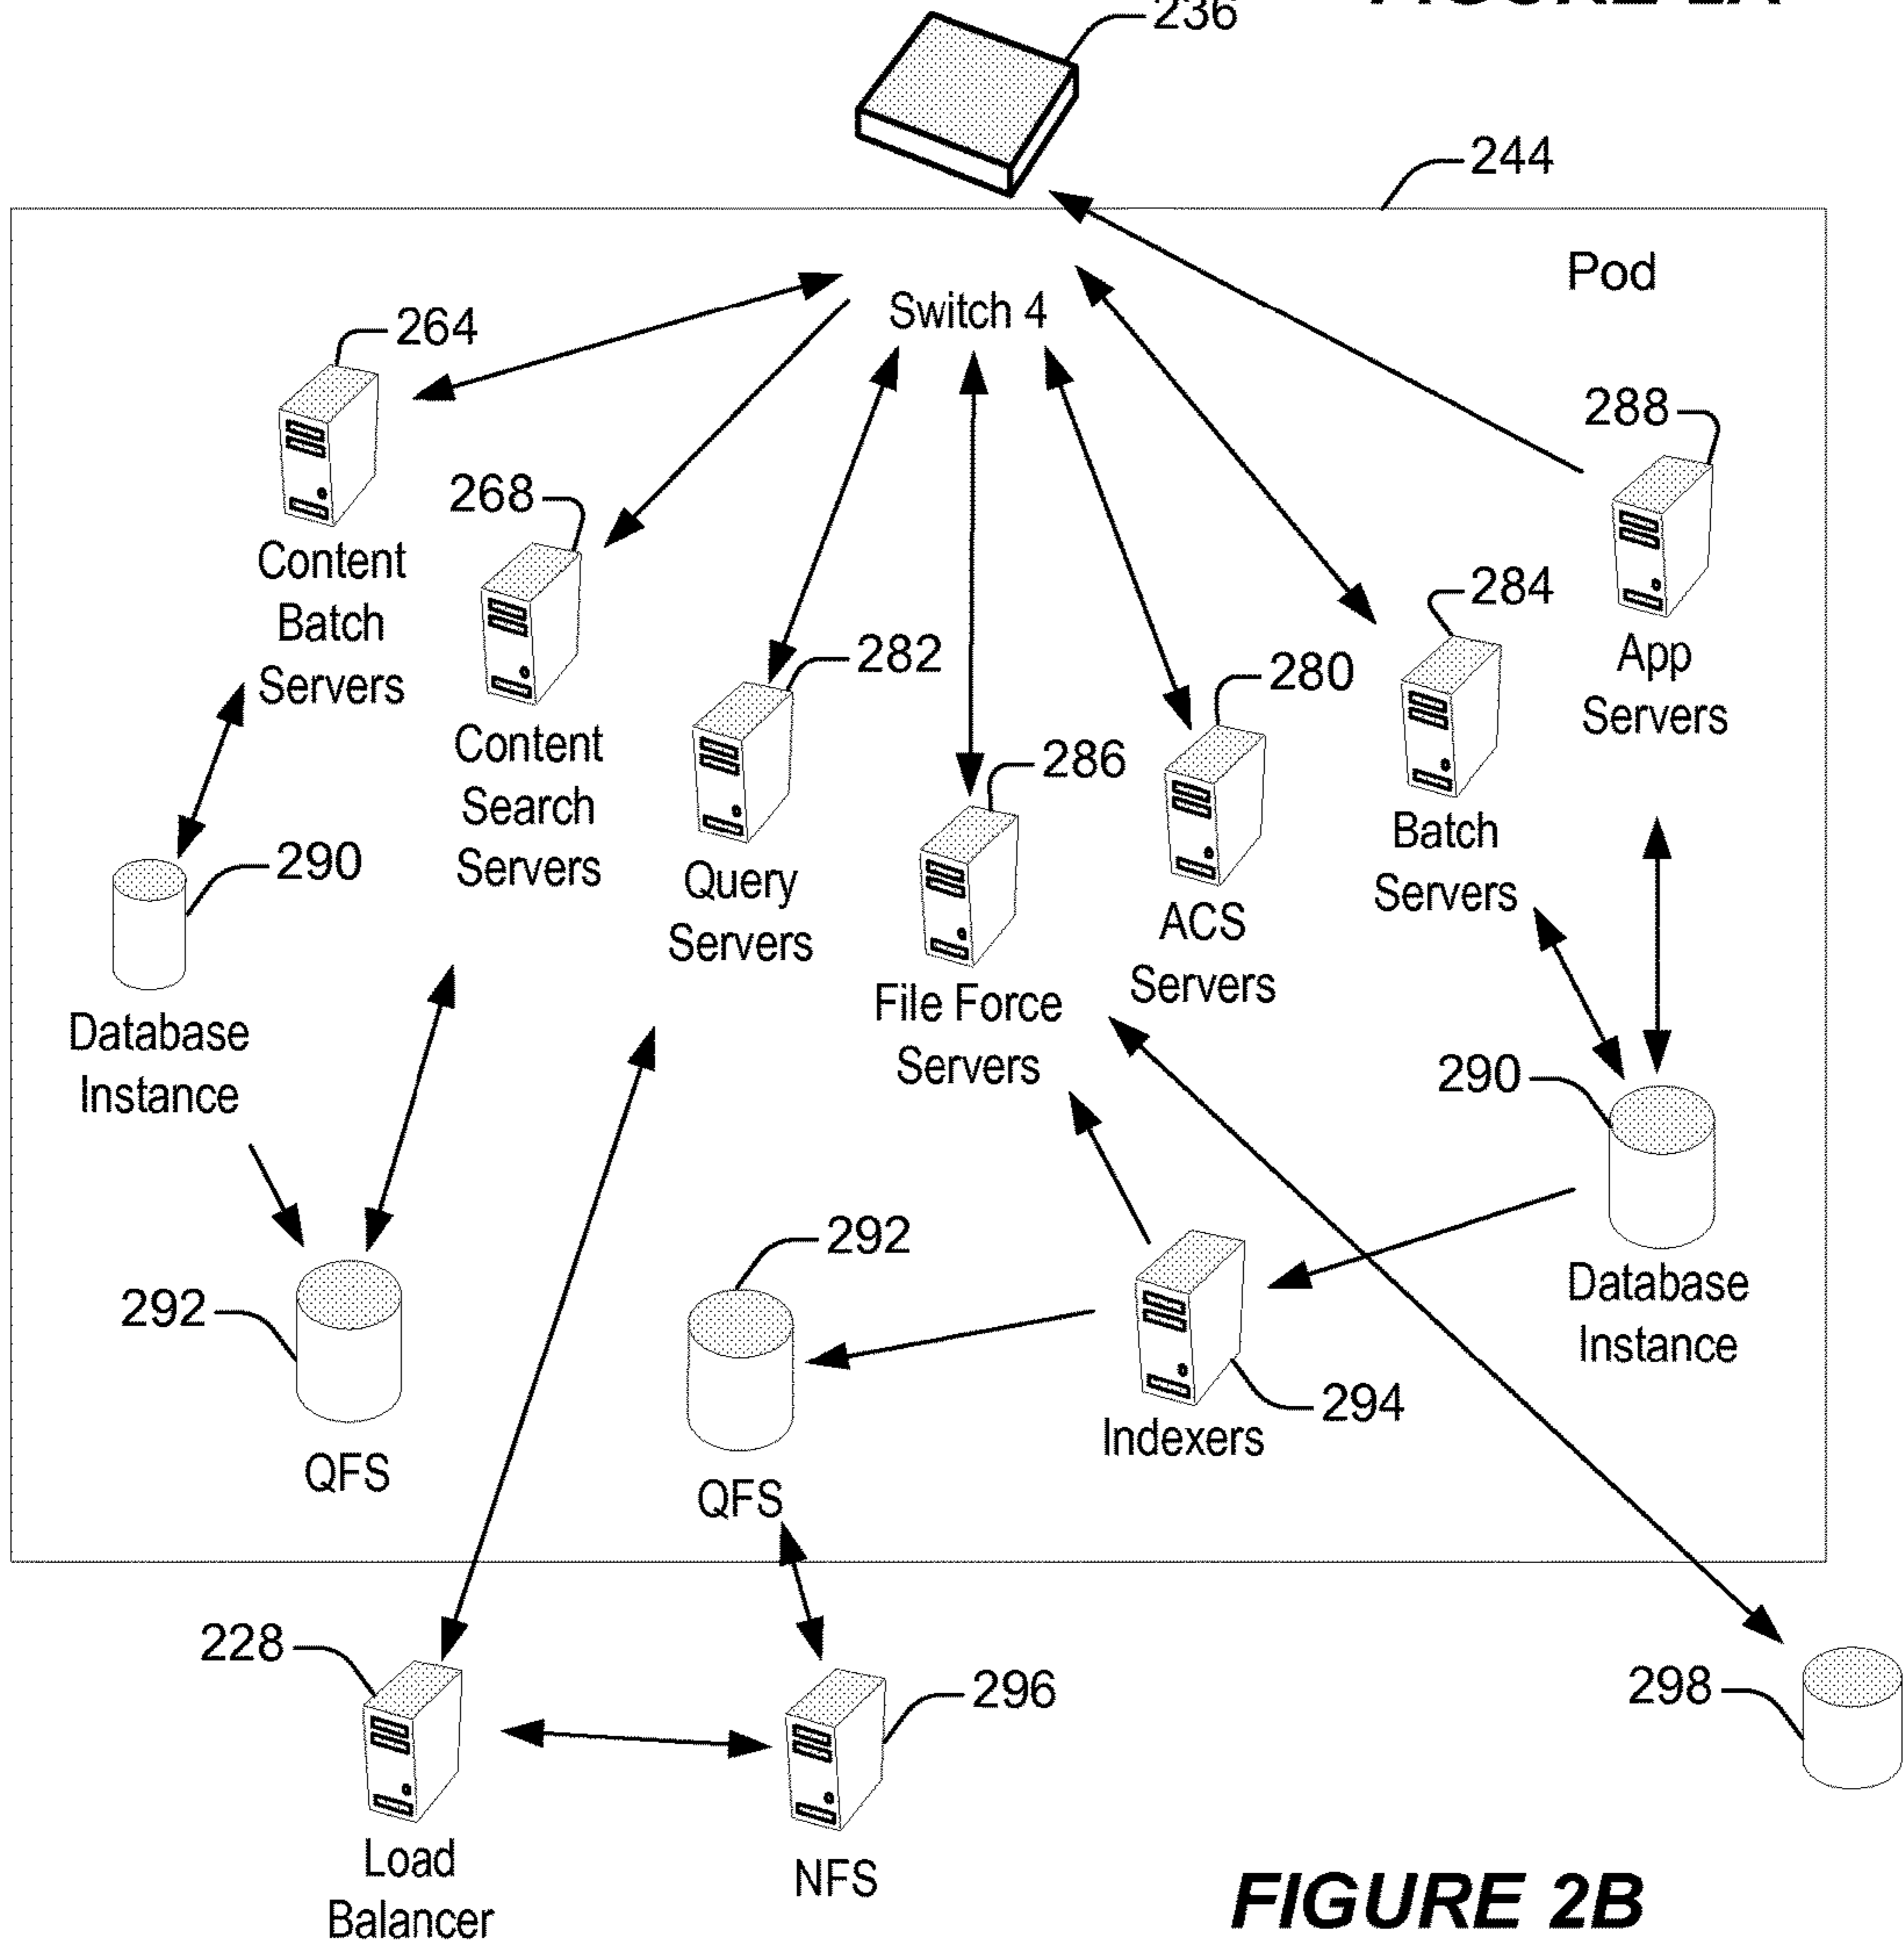 236
244
Pod
Switch 4
264
Content
Batch
Servers
268
Content
Search
Servers
282
Query
Servers
286
File Force
Servers
280
ACS
Servers
284
Batch
Servers
288
App
Servers
290
Database
Instance
290
Database
Instance
292
QFS
292
QFS
294
Indexers
228
Load
Balancer
296
NFS
298
FIGURE 2B